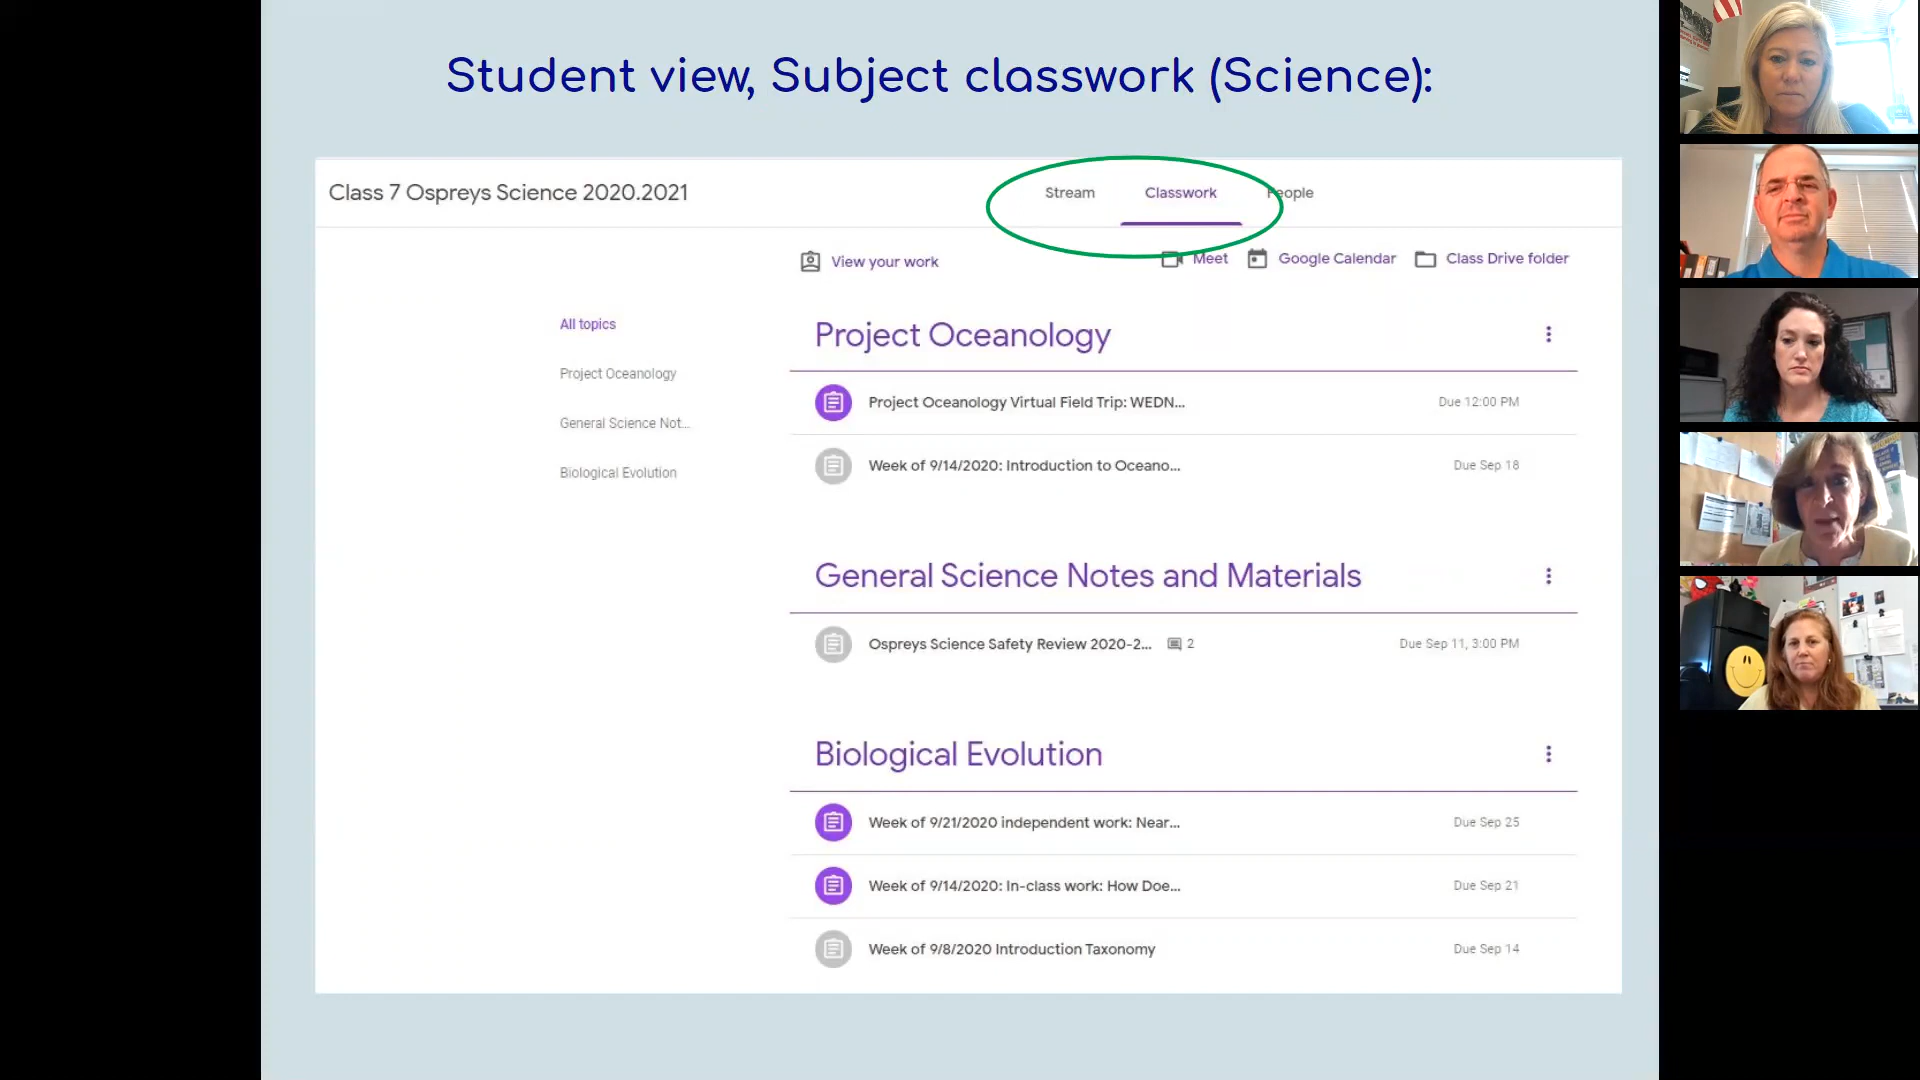 Student view, Subject classwork (Science):
Class 7 Ospreys Science 2020.2021
Stream
Classwork
People
View your work
Meet
Google Calendar
Class Drive folder
All topics
Project Oceanology
General Science Not...
Biological Evolution
Project Oceanology
Project Oceanology Virtual Field Trip: WEDN...
Due 12:00 PM
Week of 9/14/2020: Introduction to Oceano...
Due Sep 18
General Science Notes and Materials
Ospreys Science Safety Review 2020-2...
2
Due Sep 11, 3:00 PM
Biological Evolution
Week of 9/21/2020 independent work: Near...
Due Sep 25
Week of 9/14/2020: In-class work: How Doe...
Due Sep 21
Week of 9/8/2020 Introduction Taxonomy
Due Sep 14